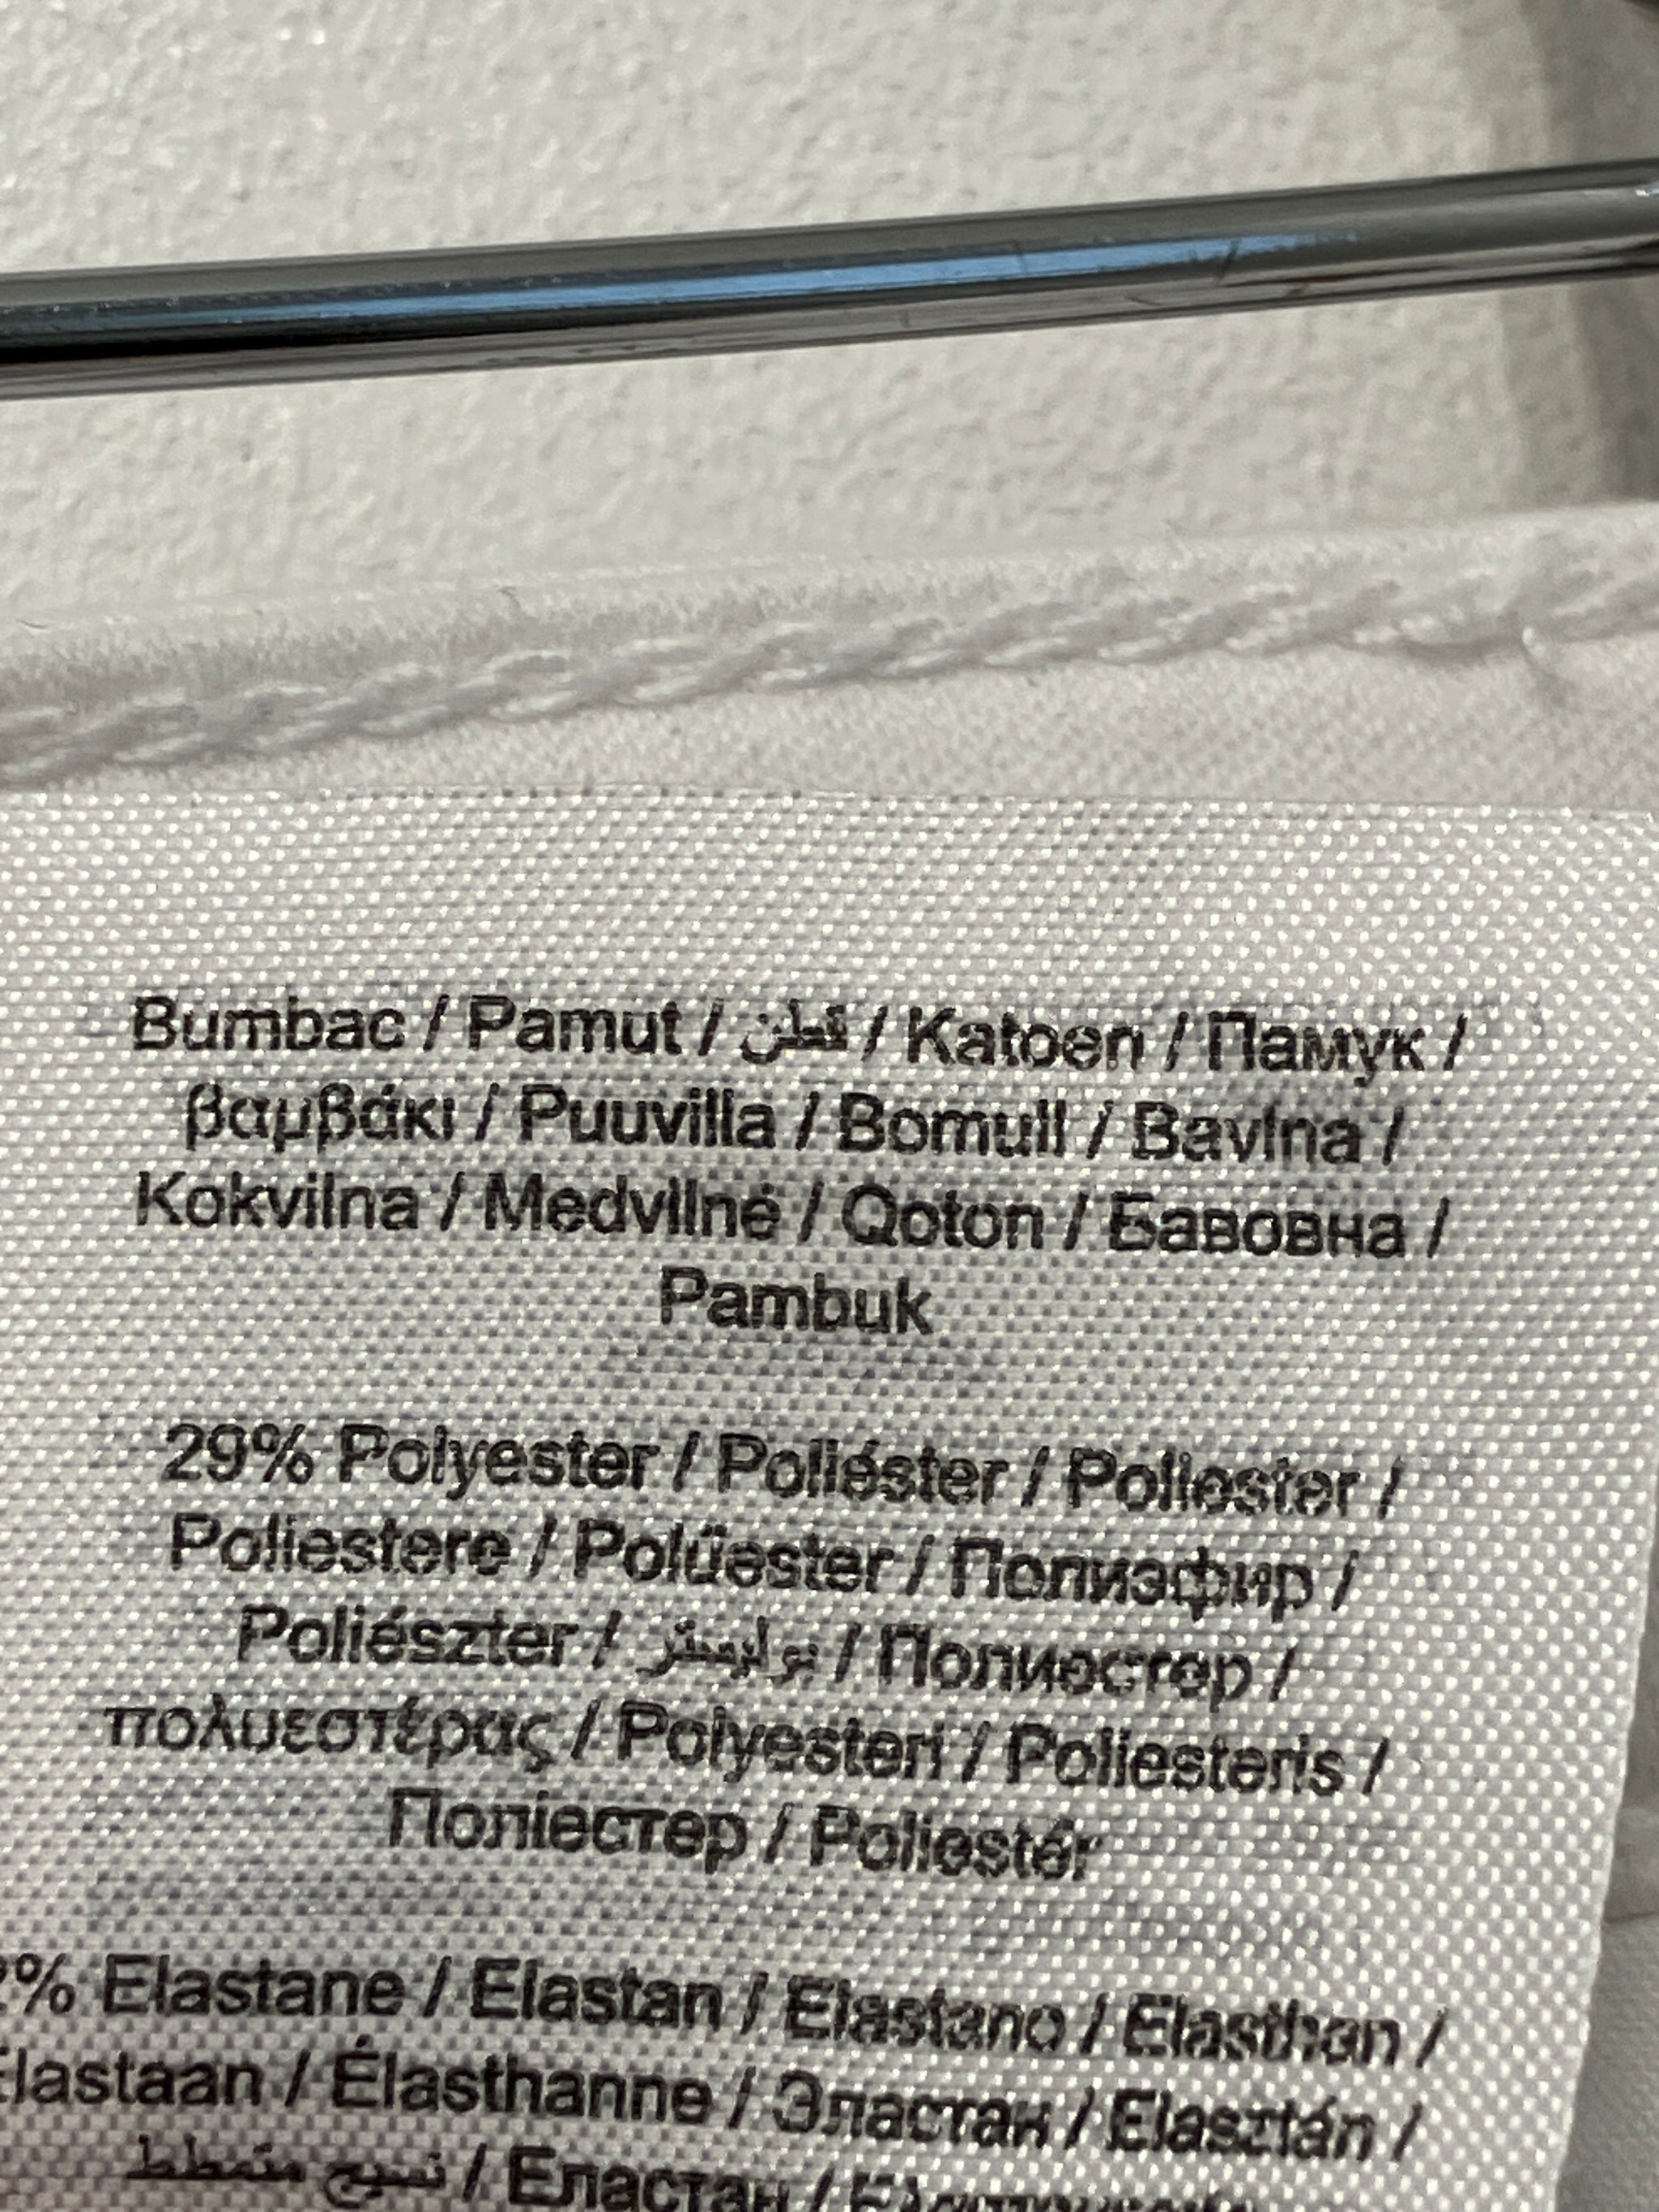 Bumbac / Pamut / قطن / Katoen / Памук /
βαμβάκι / Puuvilla / Bomull / Bavlna /
Kokvilna / Medvilnė / Qoton / Бавовна /
Pambuk
29% Polyester / Poliéster / Poliester /
Poliestere / Polüester / Полиэфир /
Poliészter / بوليستر / Полиестер /
πολυεστέρας / Polyesteri / Poliesteris /
Поліестер / Poliestér
% Elastane / Elastan / Elastano / Elasthan /
Elastaan / Élasthanne / Эластан / Elasztán /
نسيج متمطط / Еластан /